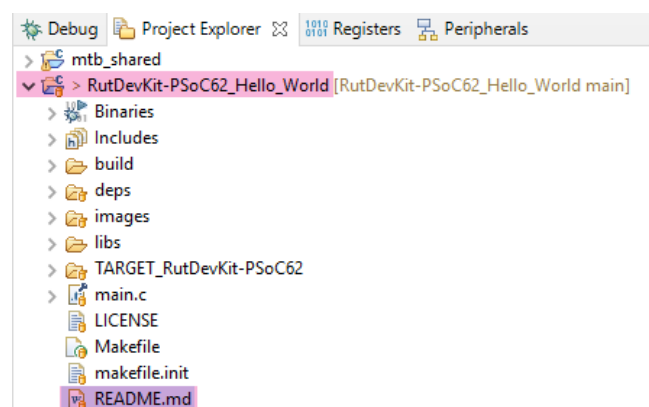 Debug Project Explorer Registers Peripherals
mtb_shared
> RutDevKit-PSoC62_Hello_World [RutDevKit-PSoC62_Hello_World main]
Binaries
Includes
build
deps
images
libs
TARGET_RutDevKit-PSoC62
main.c
LICENSE
Makefile
makefile.init
README.md